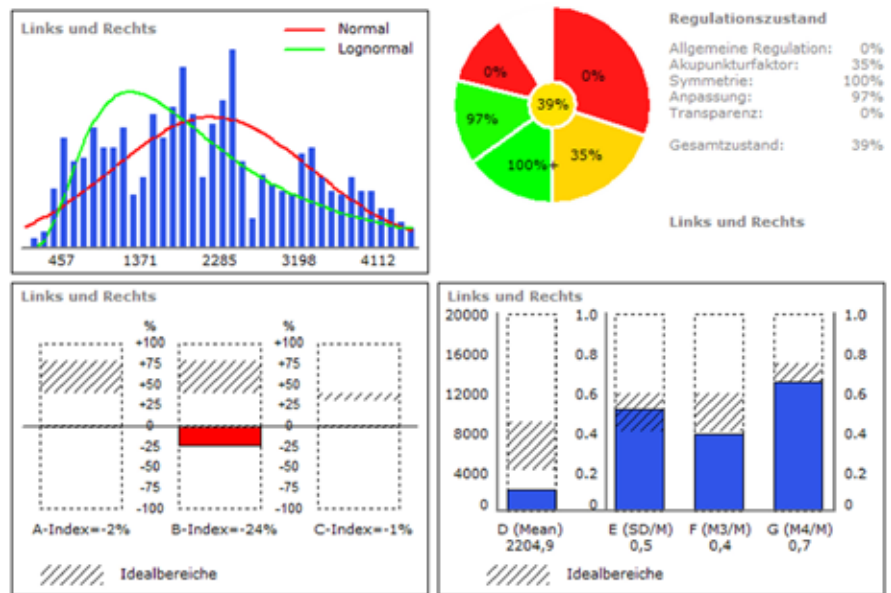 Links und Rechts
Normal
Lognormal
457 1371 2285 3198 4112
0%
0%
39%
97%
35%
100%+
Regulationszustand
Allgemeine Regulation: 0%
Akupunkturfaktor: 35%
Symmetrie: 100%
Anpassung: 97%
Transparenz: 0%
Gesamtzustand: 39%
Links und Rechts
Links und Rechts
% %
+100 +100
+75 +75
+50 +50
+25 +25
0 0
-25 -25
-50 -50
-75 -75
-100 -100
A-Index=-2% B-Index=-24% C-Index=-1%
Idealbereiche
Links und Rechts
20000 1.0 1.0
16000 0.8 0.8
12000 0.6 0.6
8000 0.4 0.4
4000 0.2 0.2
0 0 0
D (Mean) E (SD/M) F (M3/M) G (M4/M)
2204,9 0,5 0,4 0,7
Idealbereiche